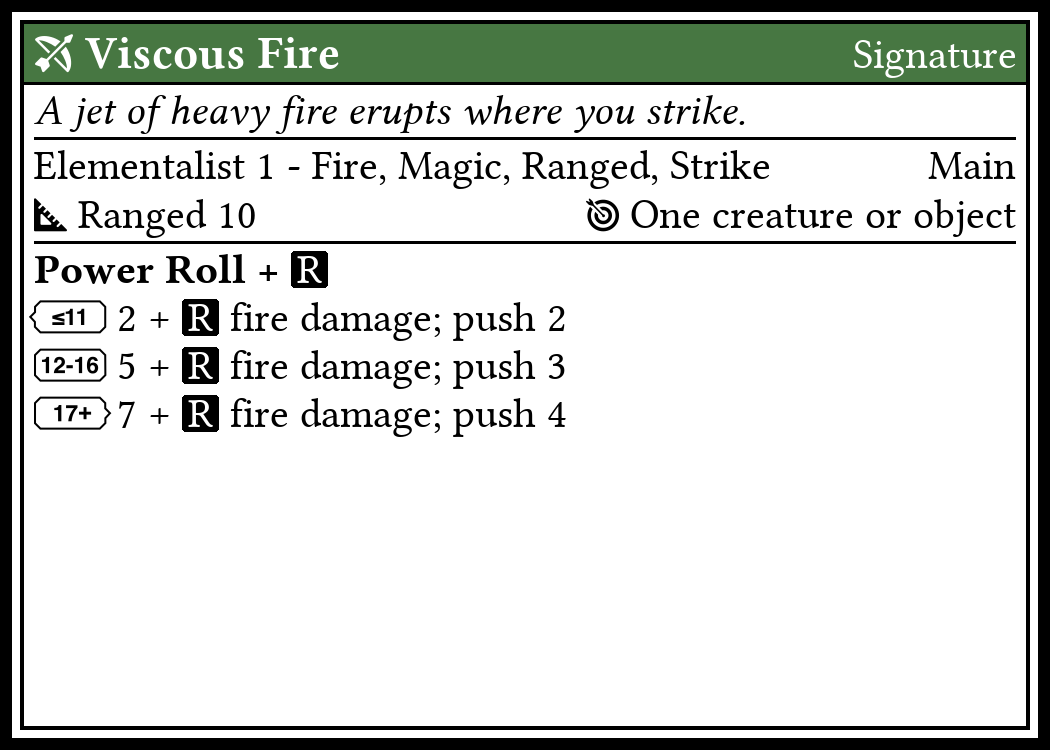 Viscous Fire Signature
A jet of heavy fire erupts where you strike.
Elementalist 1 - Fire, Magic, Ranged, Strike Main
Ranged 10 One creature or object
Power Roll + R
≤11 2 + R fire damage; push 2
12-16 5 + R fire damage; push 3
17+ 7 + R fire damage; push 4